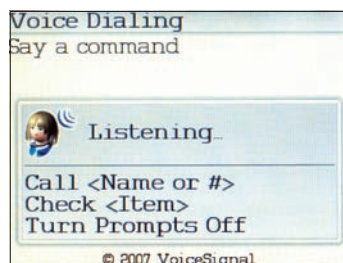 Voice Dialing
Say a command
Listening...
Call <Name or #>
Check <Item>
Turn Prompts Off
© 2007 VoiceSignal